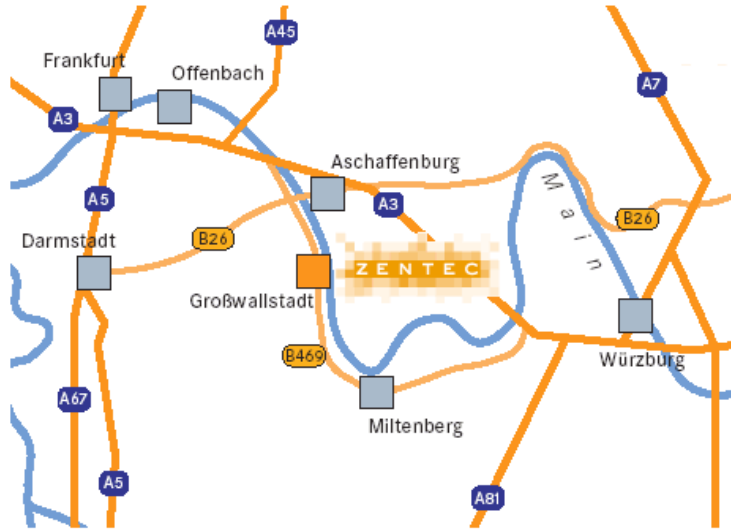 A45
Frankfurt
Offenbach
A7
A3
Aschaffenburg
Main
A5
A3
B26
B26
Darmstadt
ZENTEC
Großwallstadt
B469
Würzburg
A67
Miltenberg
A5
A81